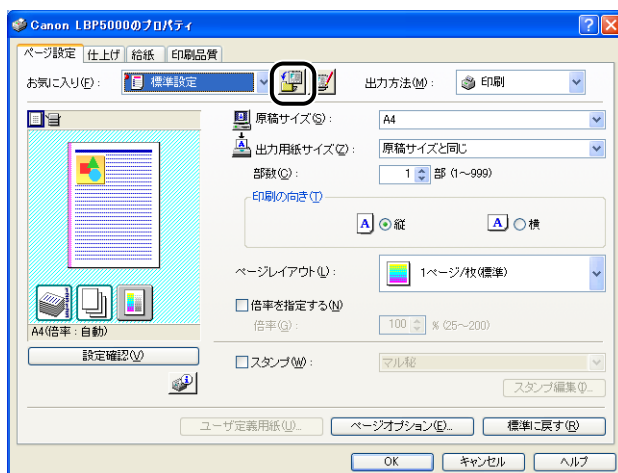 Canon LBP5000のプロパティ
ページ設定 仕上げ 給紙 印刷品質
お気に入り(F): 標準設定 出力方法(M): 印刷
原稿サイズ(S): A4
出力用紙サイズ(Z): 原稿サイズと同じ
部数(C): 1 部 (1~999)
印刷の向き(T)
A 縦 A 横
ページレイアウト(L): 1ページ/枚(標準)
倍率を指定する(N)
倍率(G): 100 % (25~200)
A4(倍率:自動)
設定確認(V)
スタンプ(W): マル秘
スタンプ編集(I)...
ユーザ定義用紙(U)... ページオプション(E)... 標準に戻す(R)
OK キャンセル ヘルプ